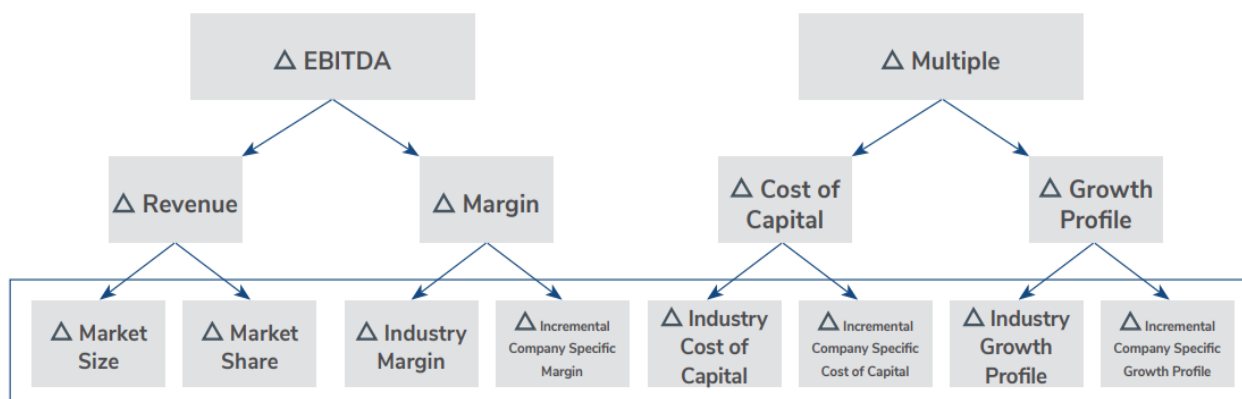 △ EBITDA
△ Multiple
△ Revenue
△ Margin
△ Cost of
Capital
△ Growth
Profile
△ Market
Size
△ Market
Share
△ Industry
Margin
△ Incremental
Company Specific
Margin
△ Industry
Cost of
Capital
△ Incremental
Company Specific
Cost of Capital
△ Industry
Growth
Profile
△ Incremental
Company Specific
Growth Profile